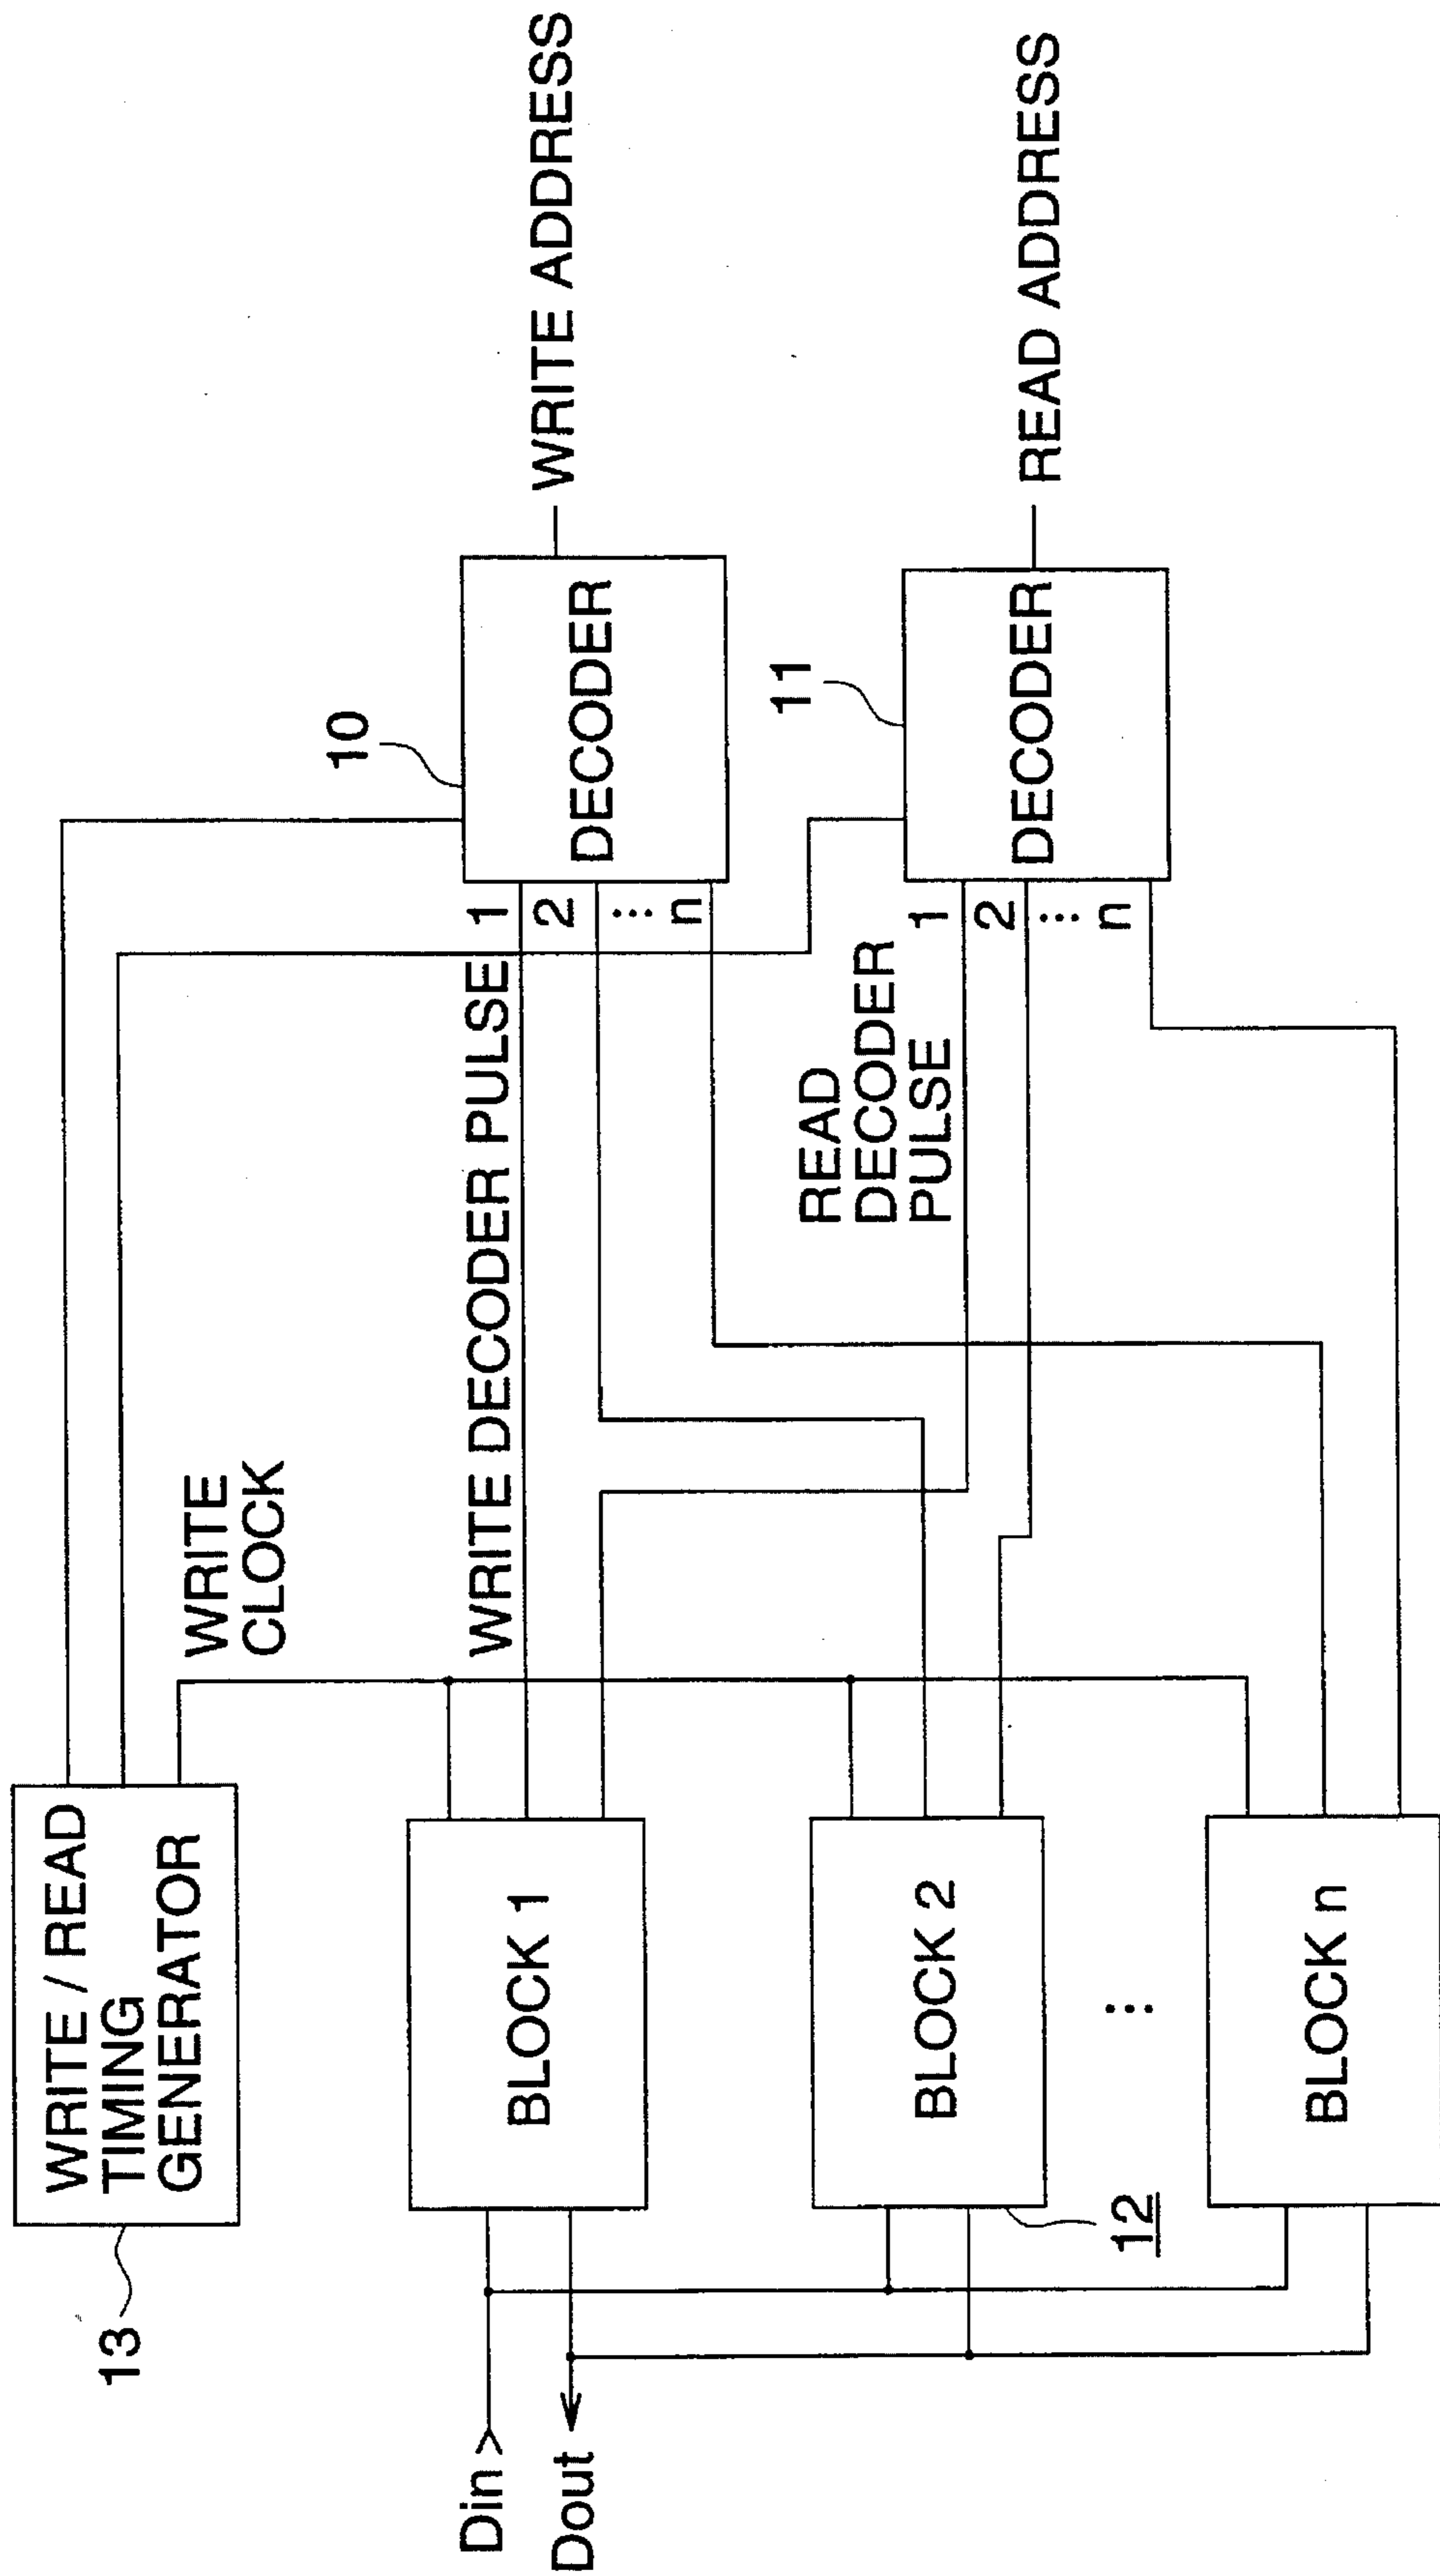 13
WRITE / READ
TIMING
GENERATOR
WRITE
CLOCK
Din >
Dout
BLOCK 1
WRITE DECODER PULSE
1
2
⋮
n
10
DECODER
WRITE ADDRESS
12
BLOCK 2
⋮
BLOCK n
READ
DECODER
PULSE
1
2
⋮
n
11
DECODER
READ ADDRESS